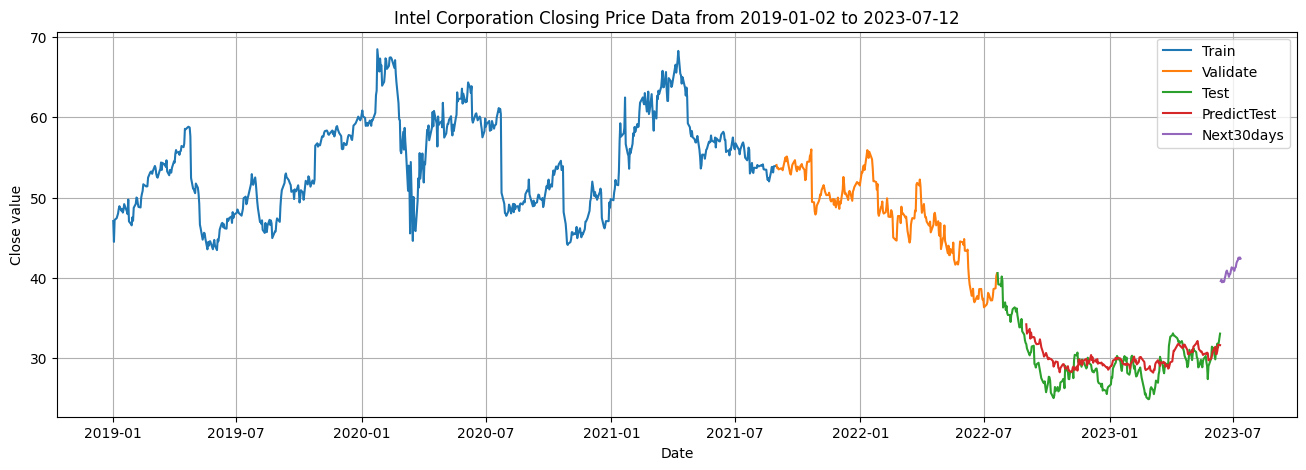 Intel Corporation Closing Price Data from 2019-01-02 to 2023-07-12
Close value
70
60
50
40
30
Train
Validate
Test
PredictTest
Next30days
2019-01
2019-07
2020-01
2020-07
2021-01
2021-07
2022-01
2022-07
2023-01
2023-07
Date